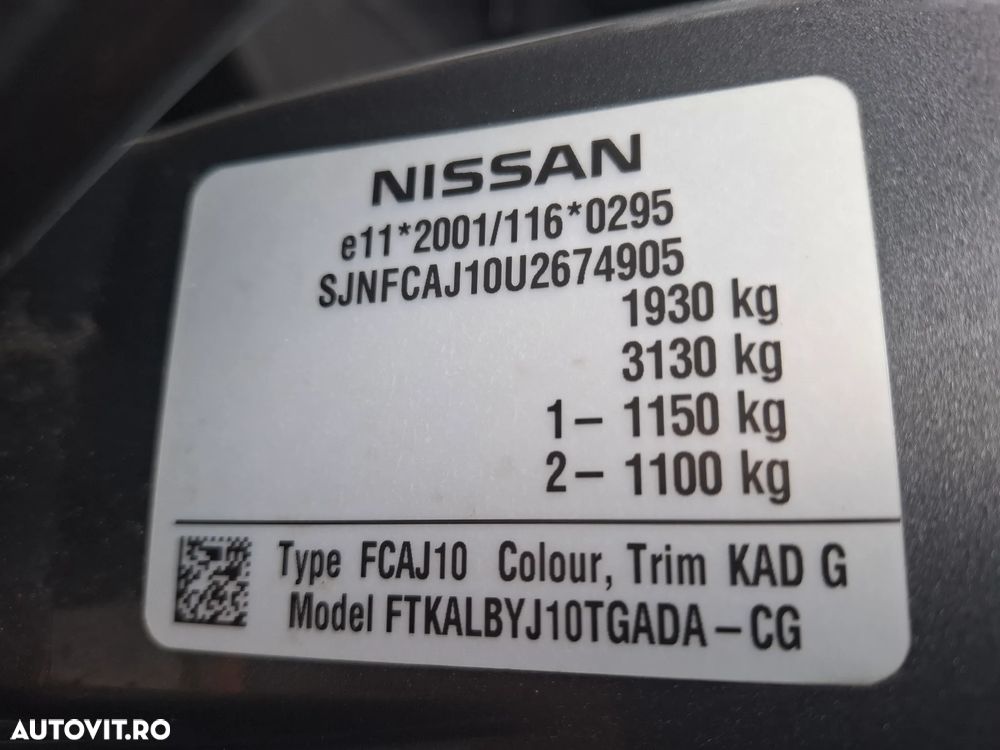 NISSAN
e11*2001/116*0295
SJNFCAJ10U2674905
1930 kg
3130 kg
1- 1150 kg
2- 1100 kg
Type FCAJ10 Colour, Trim KAD G
Model FTKALBYJ10TGADA-CG
AUTOVIT.RO